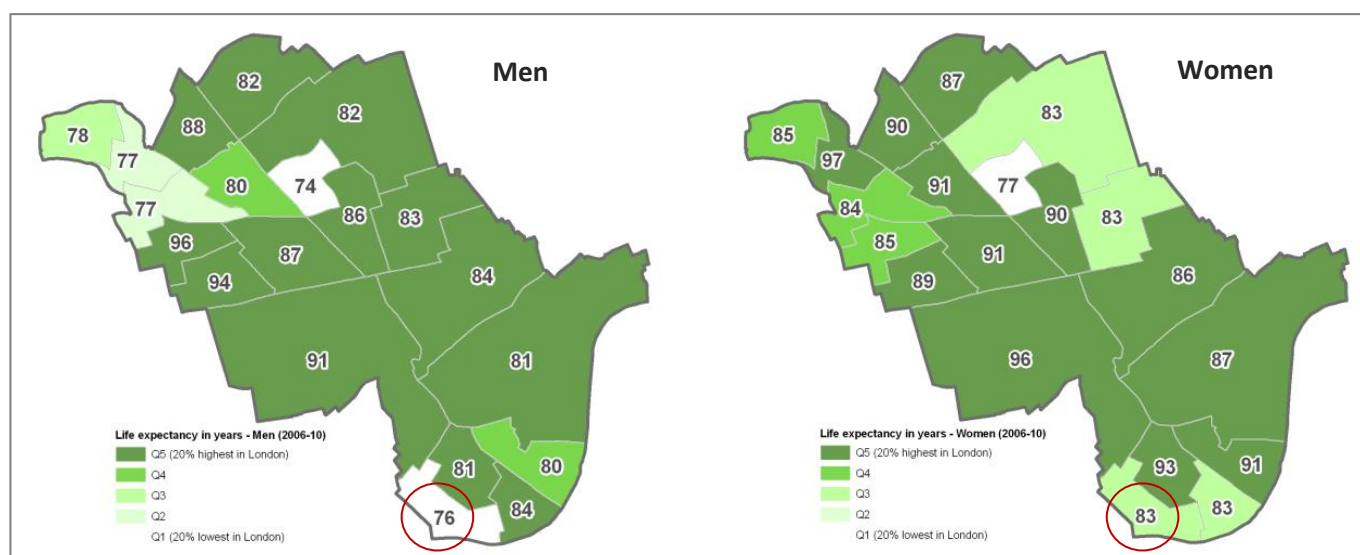 Men
82
82
88
78
77
80
74
77
86
83
96
87
94
84
91
81
81
80
84
76
Life expectancy in years - Men (2006-10)
Q5 (20% highest in London)
Q4
Q3
Q2
Q1 (20% lowest in London)
Women
87
83
90
85
97
91
77
84
90
83
85
91
89
86
96
87
93
91
83
83
Life expectancy in years - Women (2006-10)
Q5 (20% highest in London)
Q4
Q3
Q2
Q1 (20% lowest in London)